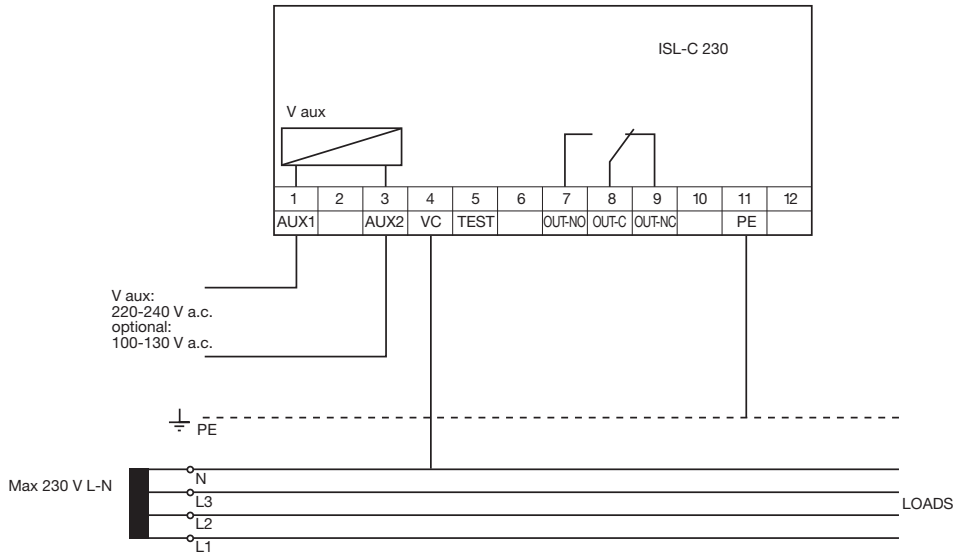 ISL-C 230
V aux
1 2 3 4 5 6 7 8 9 10 11 12
AUX1 AUX2 VC TEST OUT-NO OUT-C OUT-NC PE
V aux:
220-240 V a.c.
optional:
100-130 V a.c.
PE
Max 230 V L-N
N
L3
L2
L1
LOADS